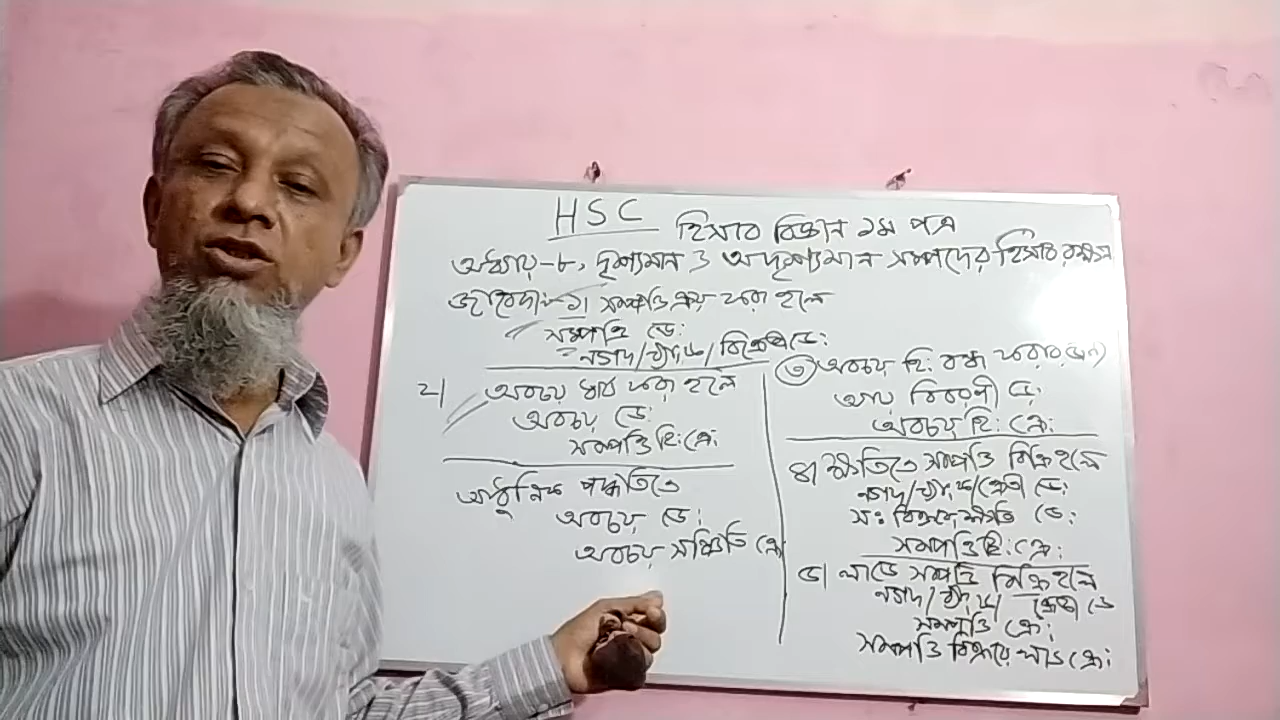 HSC হিসাব বিজ্ঞান ১ম পত্র
অধ্যায়-৮, দৃশ্যমান ও অদৃশ্যমান সম্পদের হিসাব রক্ষণ
জাবেদা:- ১। সম্পত্তি ক্রয় করা হলে
সম্পত্তি ডে:
নগদ/ব্যাংক/বিক্রেতা
২। অবচয় ধার্য করা হলে
অবচয় ডে:
সম্পত্তি হি: ক্রে:
আধুনিক পদ্ধতিতে
অবচয় ডে:
অবচয় সঞ্চিতি ক্রে
৩ অবচয় হি: বন্ধ করার জন্য
আয় বিবরণী ডে:
অবচয় হি: ক্রে:
৪। ক্ষতিতে সম্পত্তি বিক্রি হলে
নগদ/ব্যাংক/ক্রেতা ডে:
স: বিক্রয়ে ক্ষতি ডে:
সম্পত্তি হি: ক্রে:
৫। লাভে সম্পত্তি বিক্রি হলে
নগদ/ব্যাংক/ ক্রেতা ডে
সম্পত্তি ক্রে:
সম্পত্তি বিক্রয়ে লাভ ক্রে: